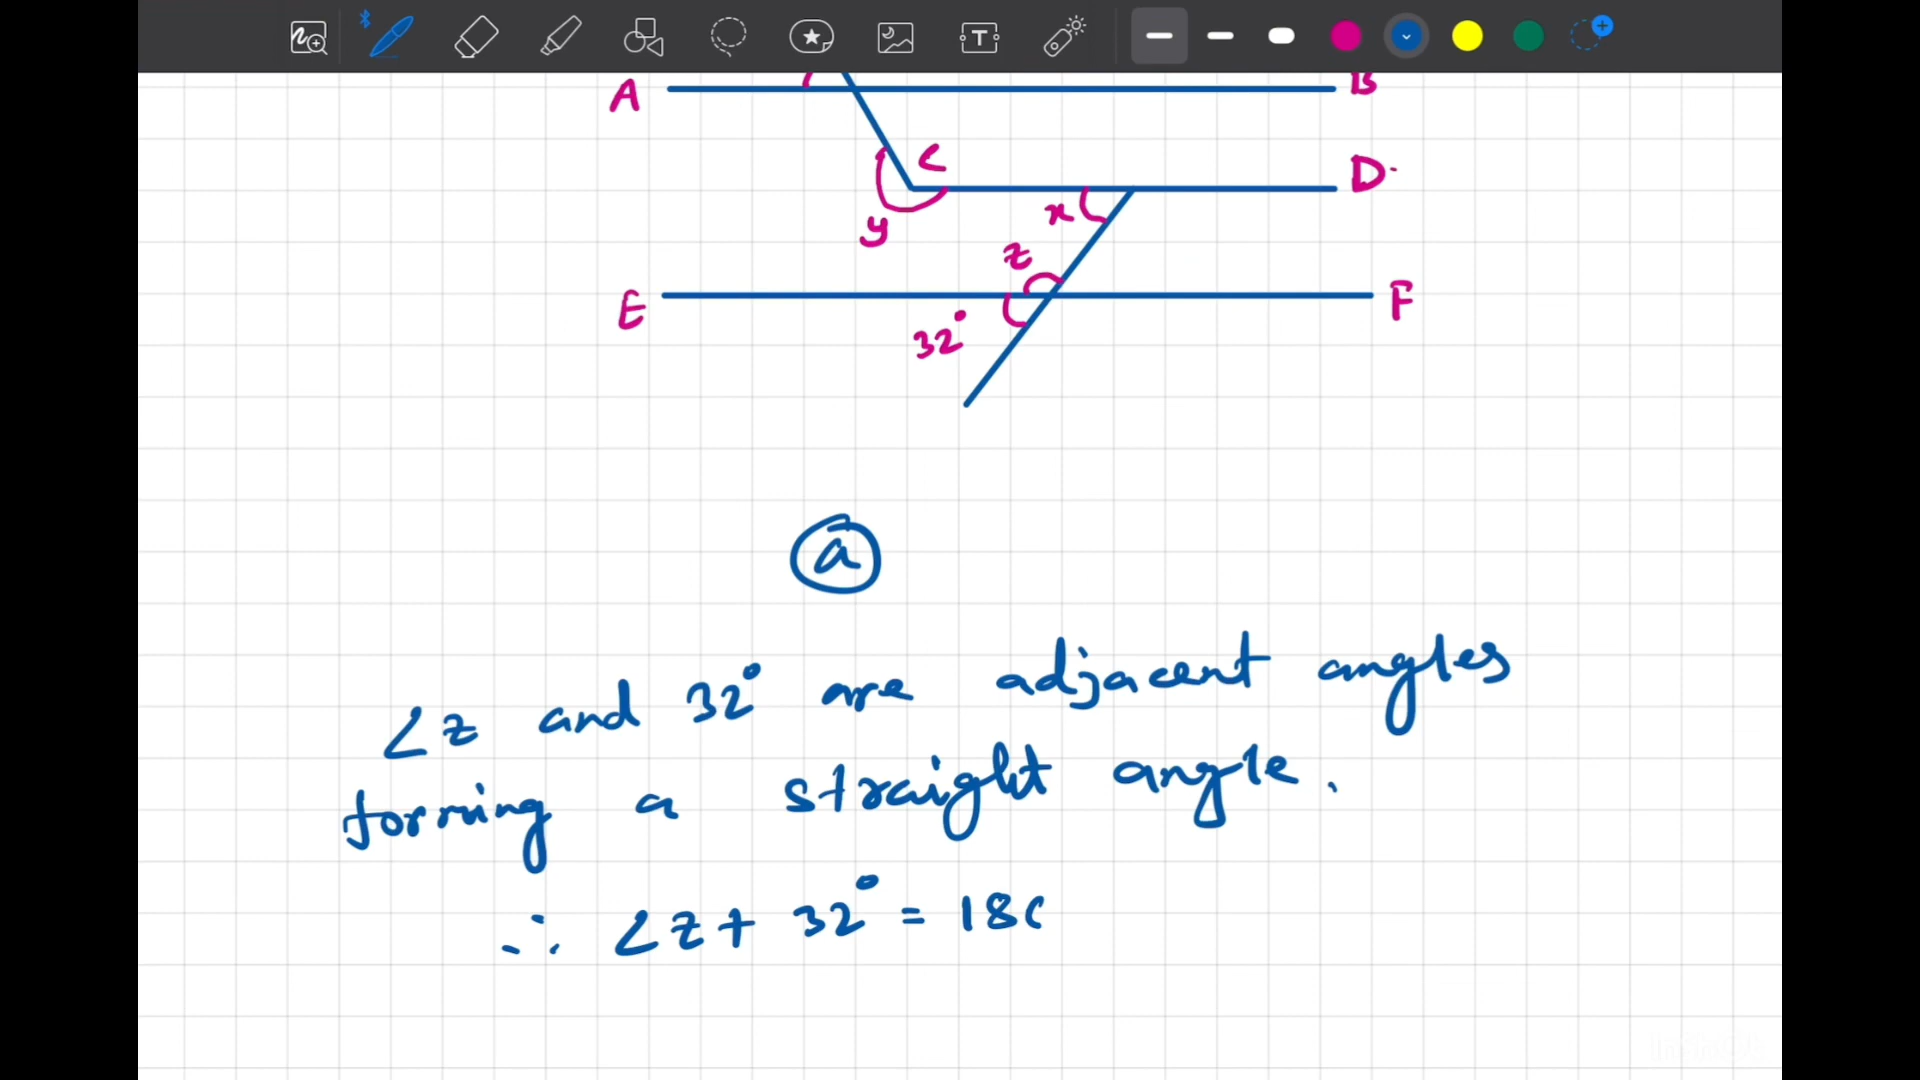 A B
C
D
y x
z
E F
32°
a
∠z and 32° are adjacent angles
forming a straight angle.
∴ ∠z + 32° = 18